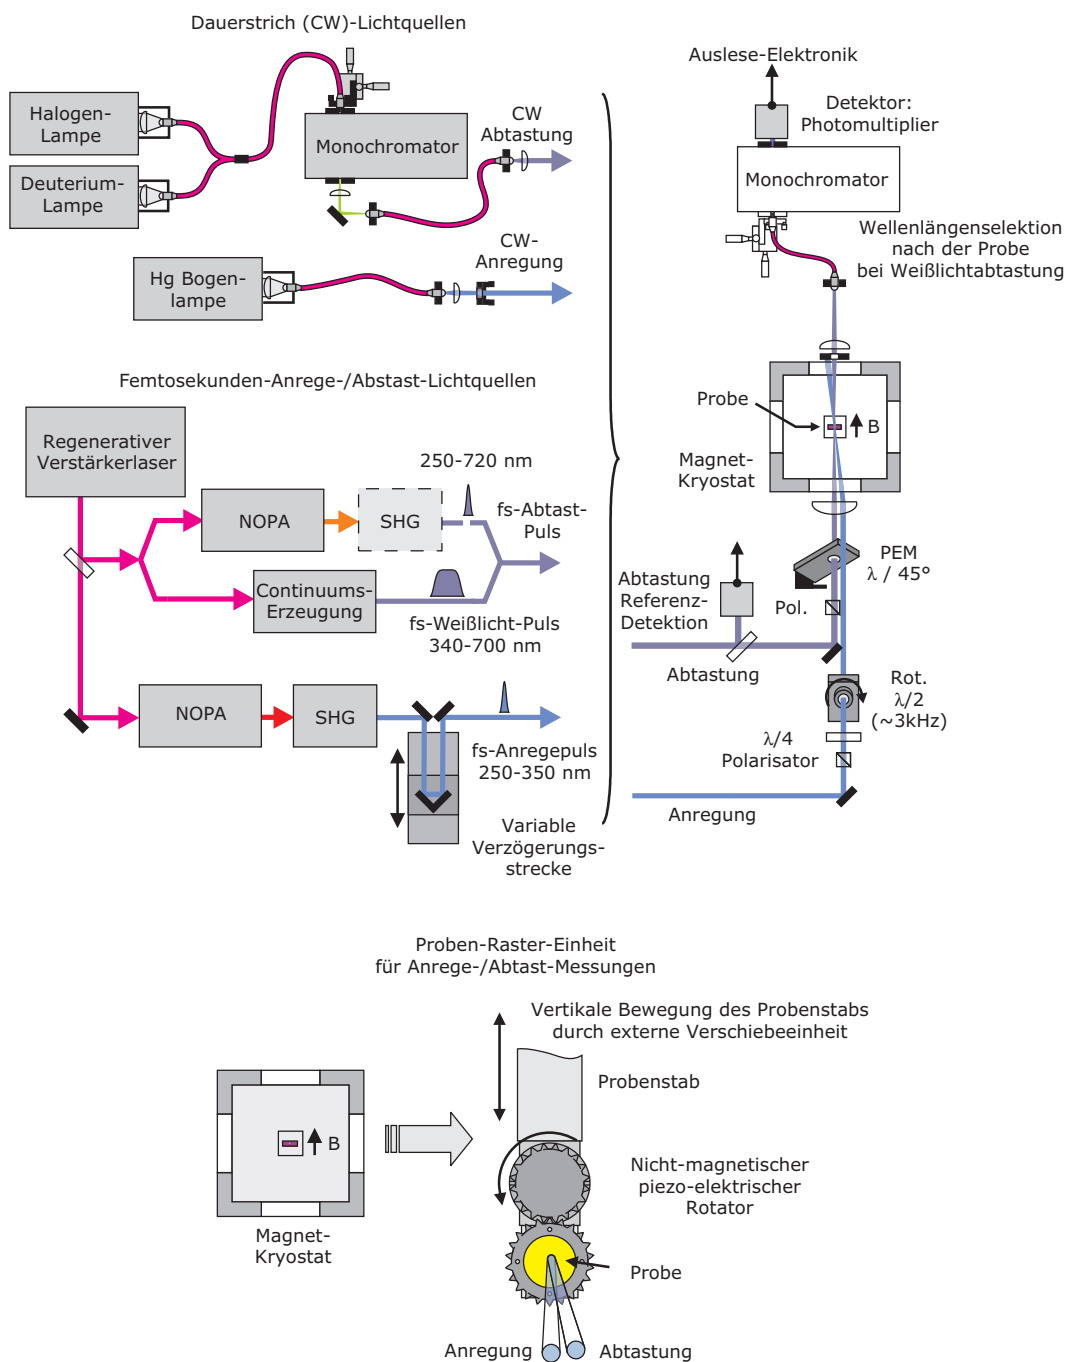 Dauerstrich (CW)-Lichtquellen
Halogen-
Lampe
Deuterium-
Lampe
Monochromator
CW
Abtastung
Hg Bogen-
lampe
CW-
Anregung
Femtosekunden-Anrege-/Abstast-Lichtquellen
Regenerativer
Verstärkerlaser
NOPA
SHG
250-720 nm
fs-Abtast-
Puls
Continuums-
Erzeugung
fs-Weißlicht-Puls
340-700 nm
NOPA
SHG
fs-Anregepuls
250-350 nm
Variable
Verzögerungs-
strecke
Auslese-Elektronik
Detektor:
Photomultiplier
Monochromator
Wellenlängenselektion
nach der Probe
bei Weißlichtabtastung
Probe
B
Magnet-
Kryostat
PEM
λ / 45°
Abtastung
Referenz-
Detektion
Pol.
Abtastung
Rot.
λ/2
(~3kHz)
λ/4
Polarisator
Anregung
Proben-Raster-Einheit
für Anrege-/Abtast-Messungen
Vertikale Bewegung des Probenstabs
durch externe Verschiebeeinheit
Probenstab
B
Magnet-
Kryostat
Nicht-magnetischer
piezo-elektrischer
Rotator
Probe
Anregung
Abtastung